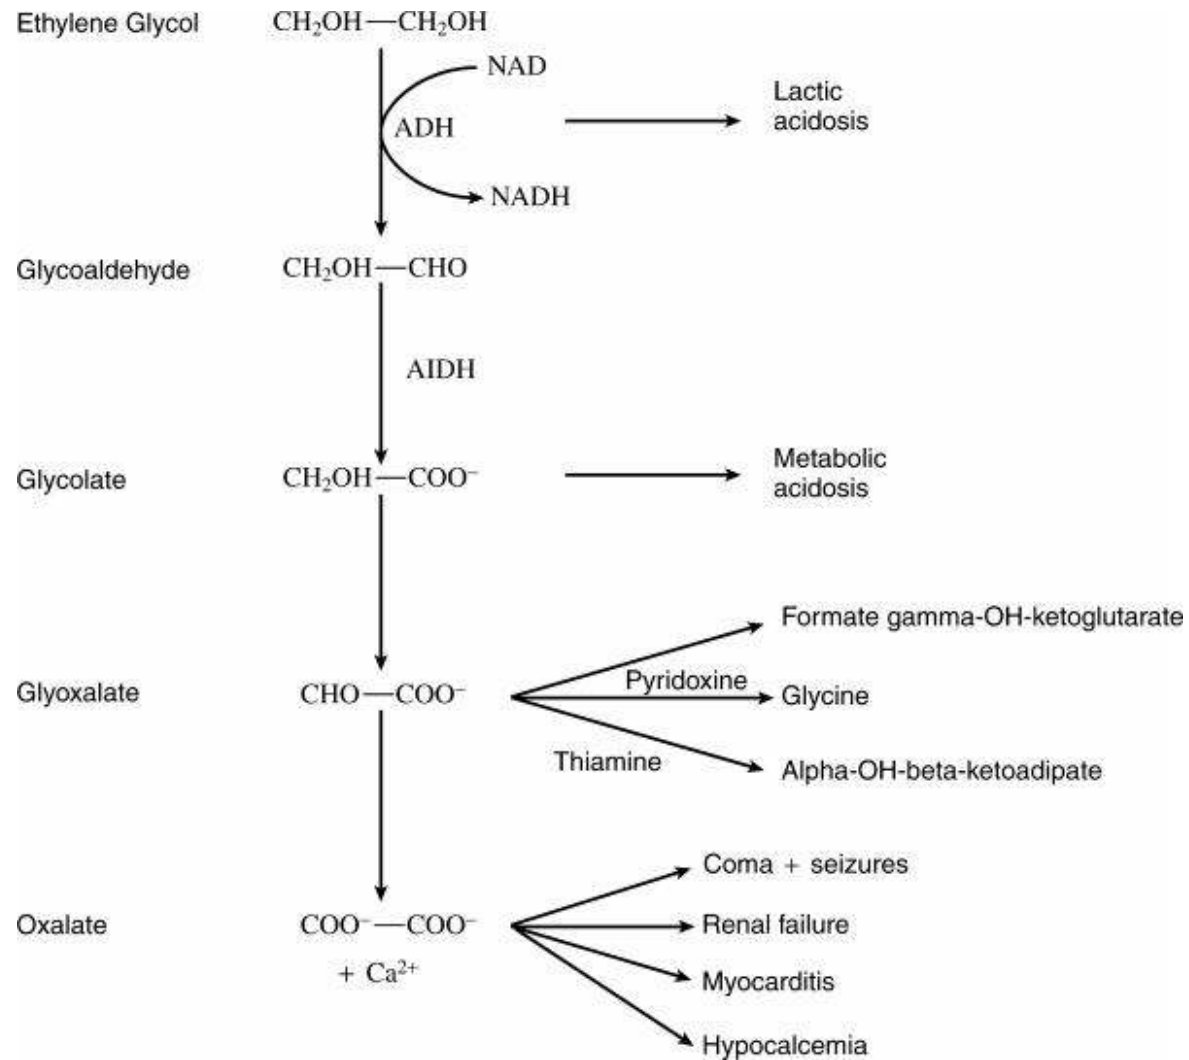 Ethylene Glycol CH₂OH—CH₂OH
NAD
Lactic
acidosis
ADH
NADH
Glycoaldehyde CH₂OH—CHO
AIDH
Glycolate CH₂OH—COO⁻
Metabolic
acidosis
Formate gamma-OH-ketoglutarate
Pyridoxine
Glyoxalate CHO—COO⁻
Glycine
Thiamine
Alpha-OH-beta-ketoadipate
Coma + seizures
Oxalate COO⁻—COO⁻
Renal failure
+ Ca²⁺
Myocarditis
Hypocalcemia